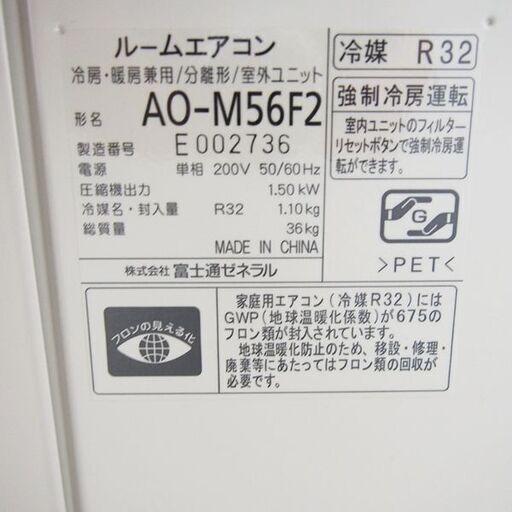 ルームエアコン
冷房・暖房兼用/分離形/室外ユニット
形名 AO-M56F2
製造番号 E002736
電源 単相 200V 50/60Hz
圧縮機出力 1.50kW
冷媒名・封入量 R32 1.10kg
総質量 36kg
MADE IN CHINA
株式会社 富士通ゼネラル
冷媒 R32
強制冷房運転
室内ユニットのフィルター
リセットボタンで強制冷房運
転ができます。
G
>PET<
フロンの見える化
家庭用エアコン(冷媒R32)には
GWP(地球温暖化係数)が675の
フロン類が封入されています。
地球温暖化防止のため、移設・修理・
廃棄等にあたってはフロン類の回収が
必要です。